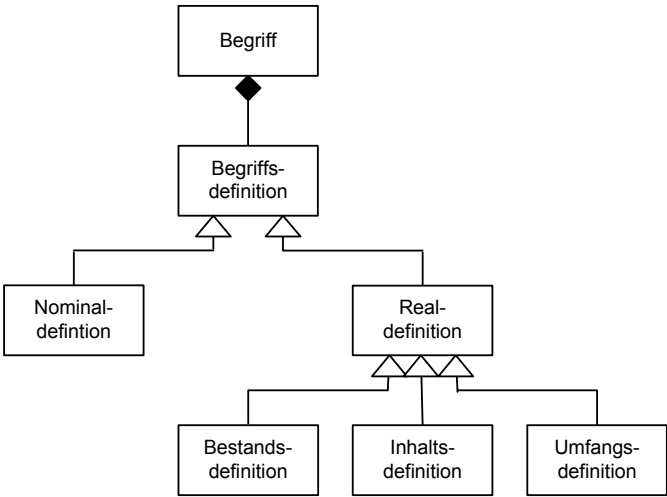 Begriff
Begriffs-
definition
Nominal-
defintion
Real-
definition
Bestands-
definition
Inhalts-
definition
Umfangs-
definition